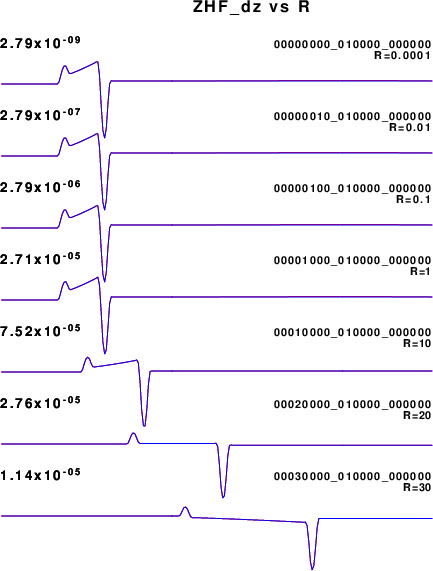 ZHF_dz vs R
2.79x10-09 00000000_010000_000000
R=0.0001
2.79x10-07 00000010_010000_000000
R=0.01
2.79x10-06 00000100_010000_000000
R=0.1
2.71x10-05 00001000_010000_000000
R=1
7.52x10-05 00010000_010000_000000
R=10
2.76x10-05 00020000_010000_000000
R=20
1.14x10-05 00030000_010000_000000
R=30